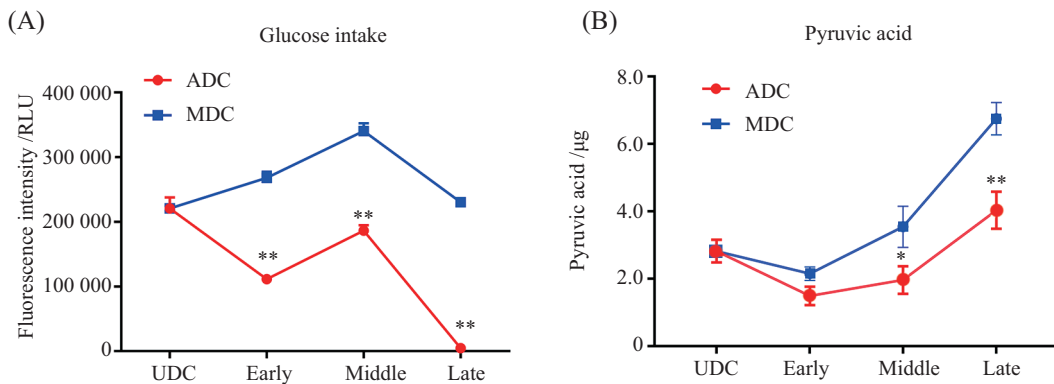 (A)
Glucose intake
ADC
MDC
Fluorescence intensity /RLU
400 000
300 000
200 000
100 000
0
**
**
**
UDC Early Middle Late
(B)
Pyruvic acid
ADC
MDC
Pyruvic acid /μg
8.0
6.0
4.0
2.0
0
*
**
UDC Early Middle Late